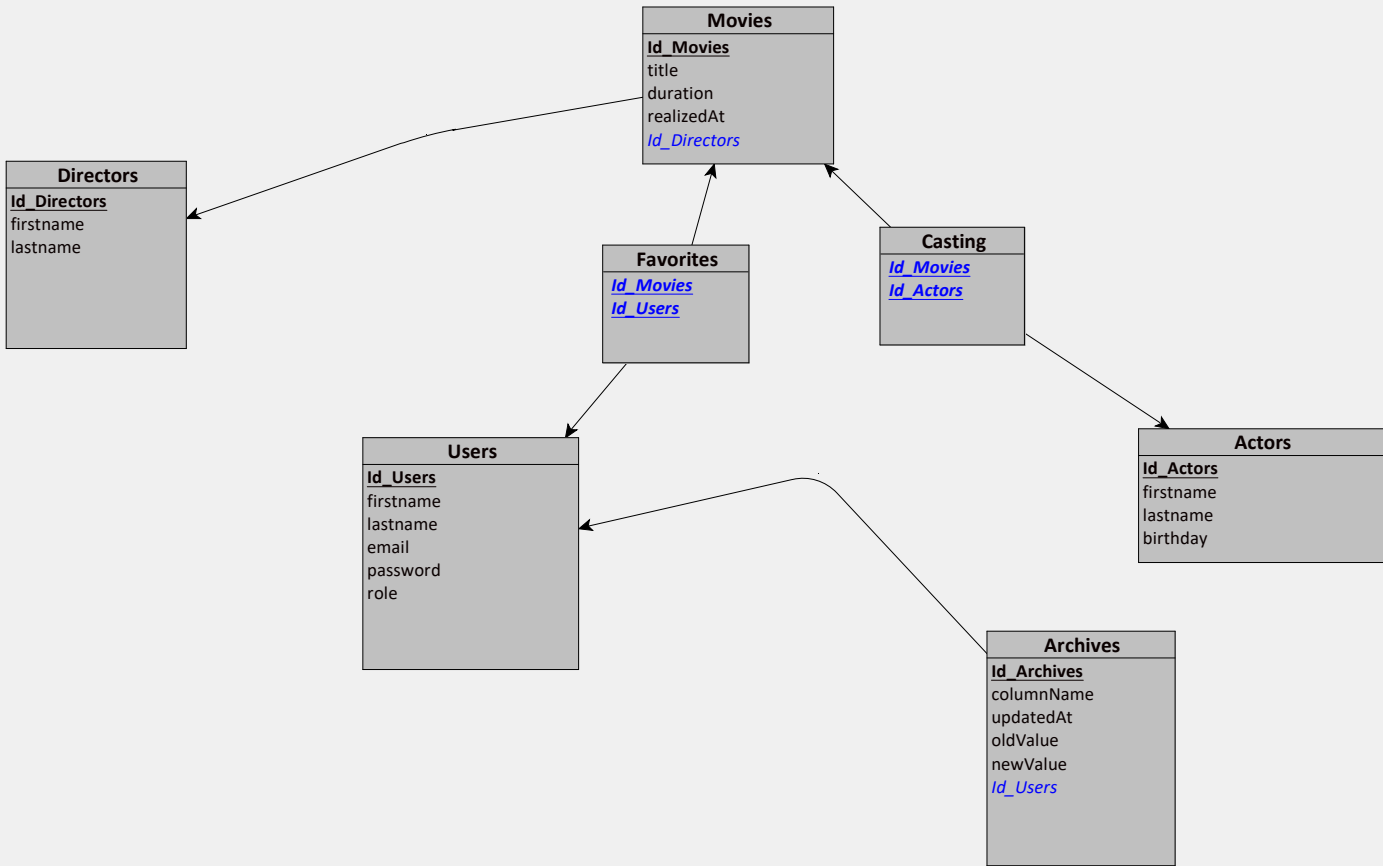 Movies
Id_Movies
title
duration
realizedAt
Id_Directors
Directors
Id_Directors
firstname
lastname
Favorites
Id_Movies
Id_Users
Casting
Id_Movies
Id_Actors
Users
Id_Users
firstname
lastname
email
password
role
Actors
Id_Actors
firstname
lastname
birthday
Archives
Id_Archives
columnName
updatedAt
oldValue
newValue
Id_Users